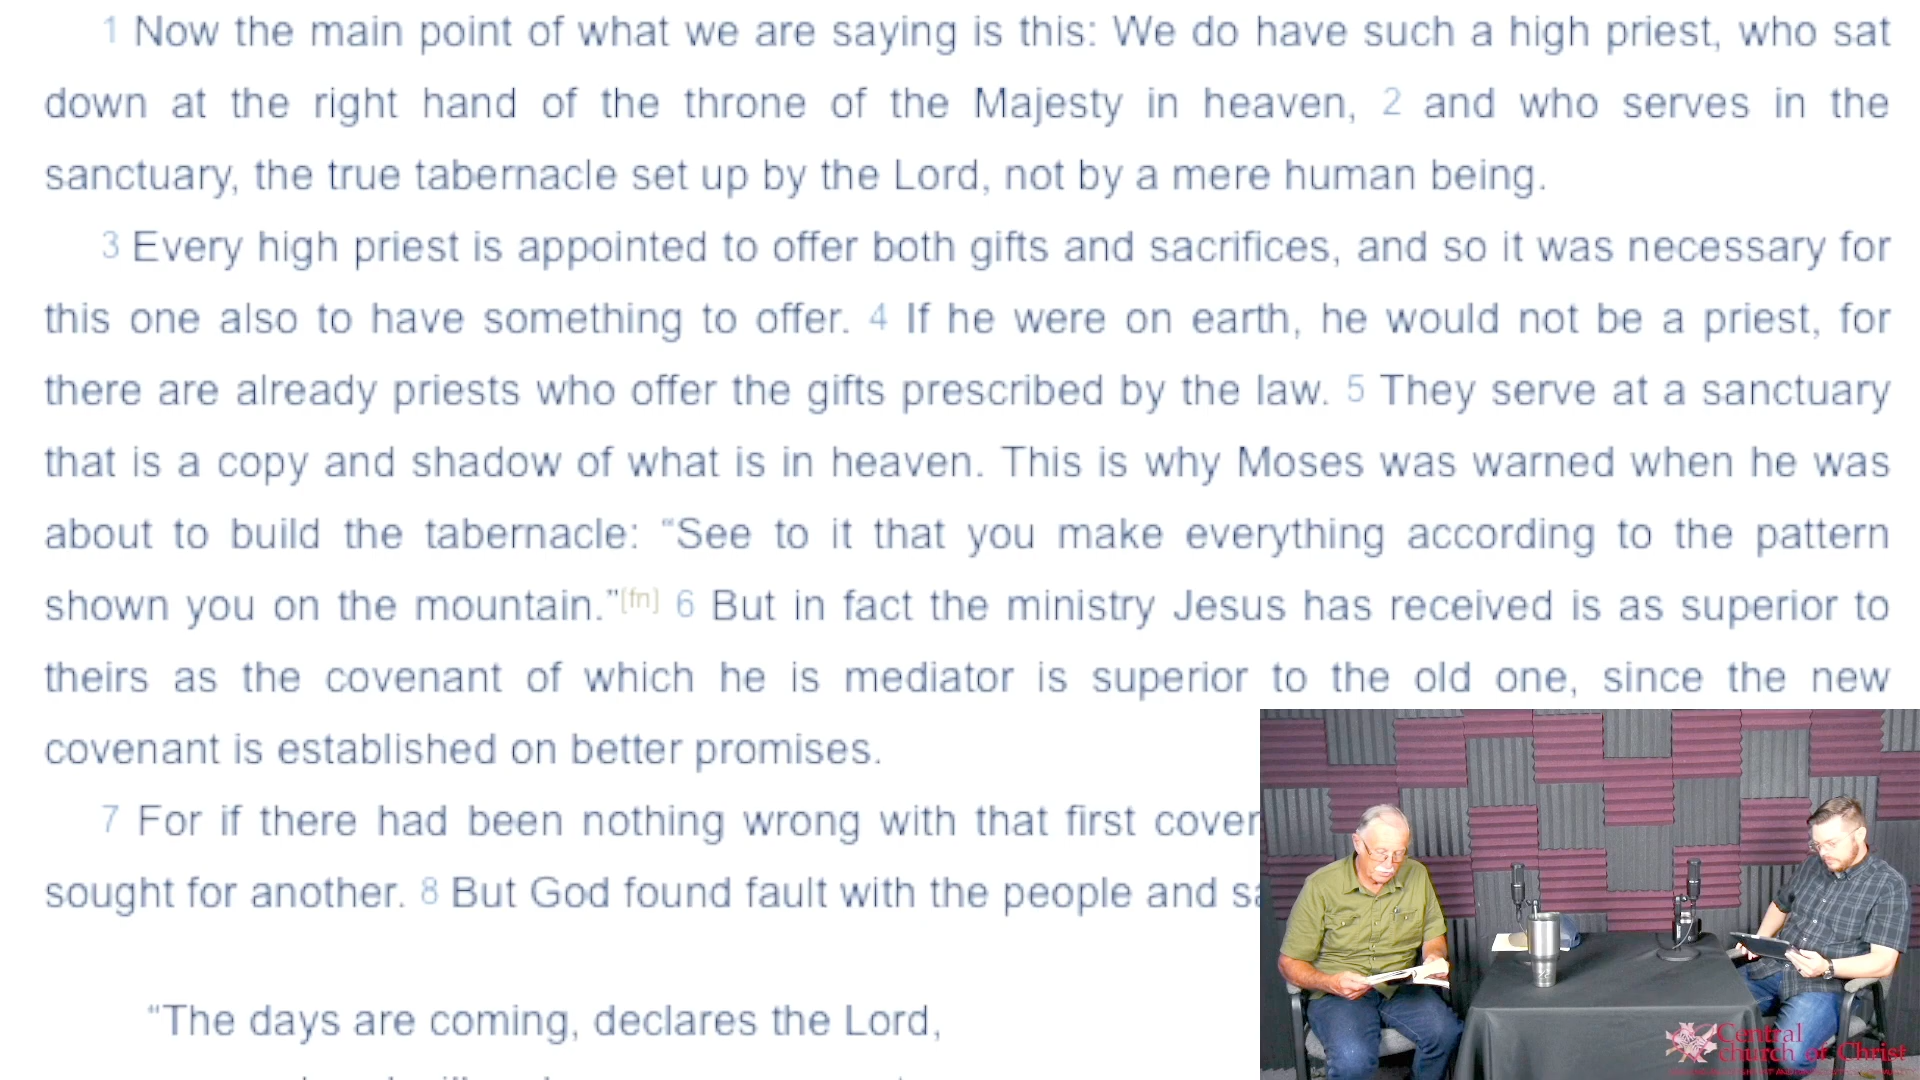 1 Now the main point of what we are saying is this: We do have such a high priest, who sat
down at the right hand of the throne of the Majesty in heaven, 2 and who serves in the
sanctuary, the true tabernacle set up by the Lord, not by a mere human being.
3 Every high priest is appointed to offer both gifts and sacrifices, and so it was necessary for
this one also to have something to offer. 4 If he were on earth, he would not be a priest, for
there are already priests who offer the gifts prescribed by the law. 5 They serve at a sanctuary
that is a copy and shadow of what is in heaven. This is why Moses was warned when he was
about to build the tabernacle: “See to it that you make everything according to the pattern
shown you on the mountain.”[fn] 6 But in fact the ministry Jesus has received is as superior to
theirs as the covenant of which he is mediator is superior to the old one, since the new
covenant is established on better promises.
7 For if there had been nothing wrong with that first cover
sought for another. 8 But God found fault with the people and sa
“The days are coming, declares the Lord,
Central
church of Christ